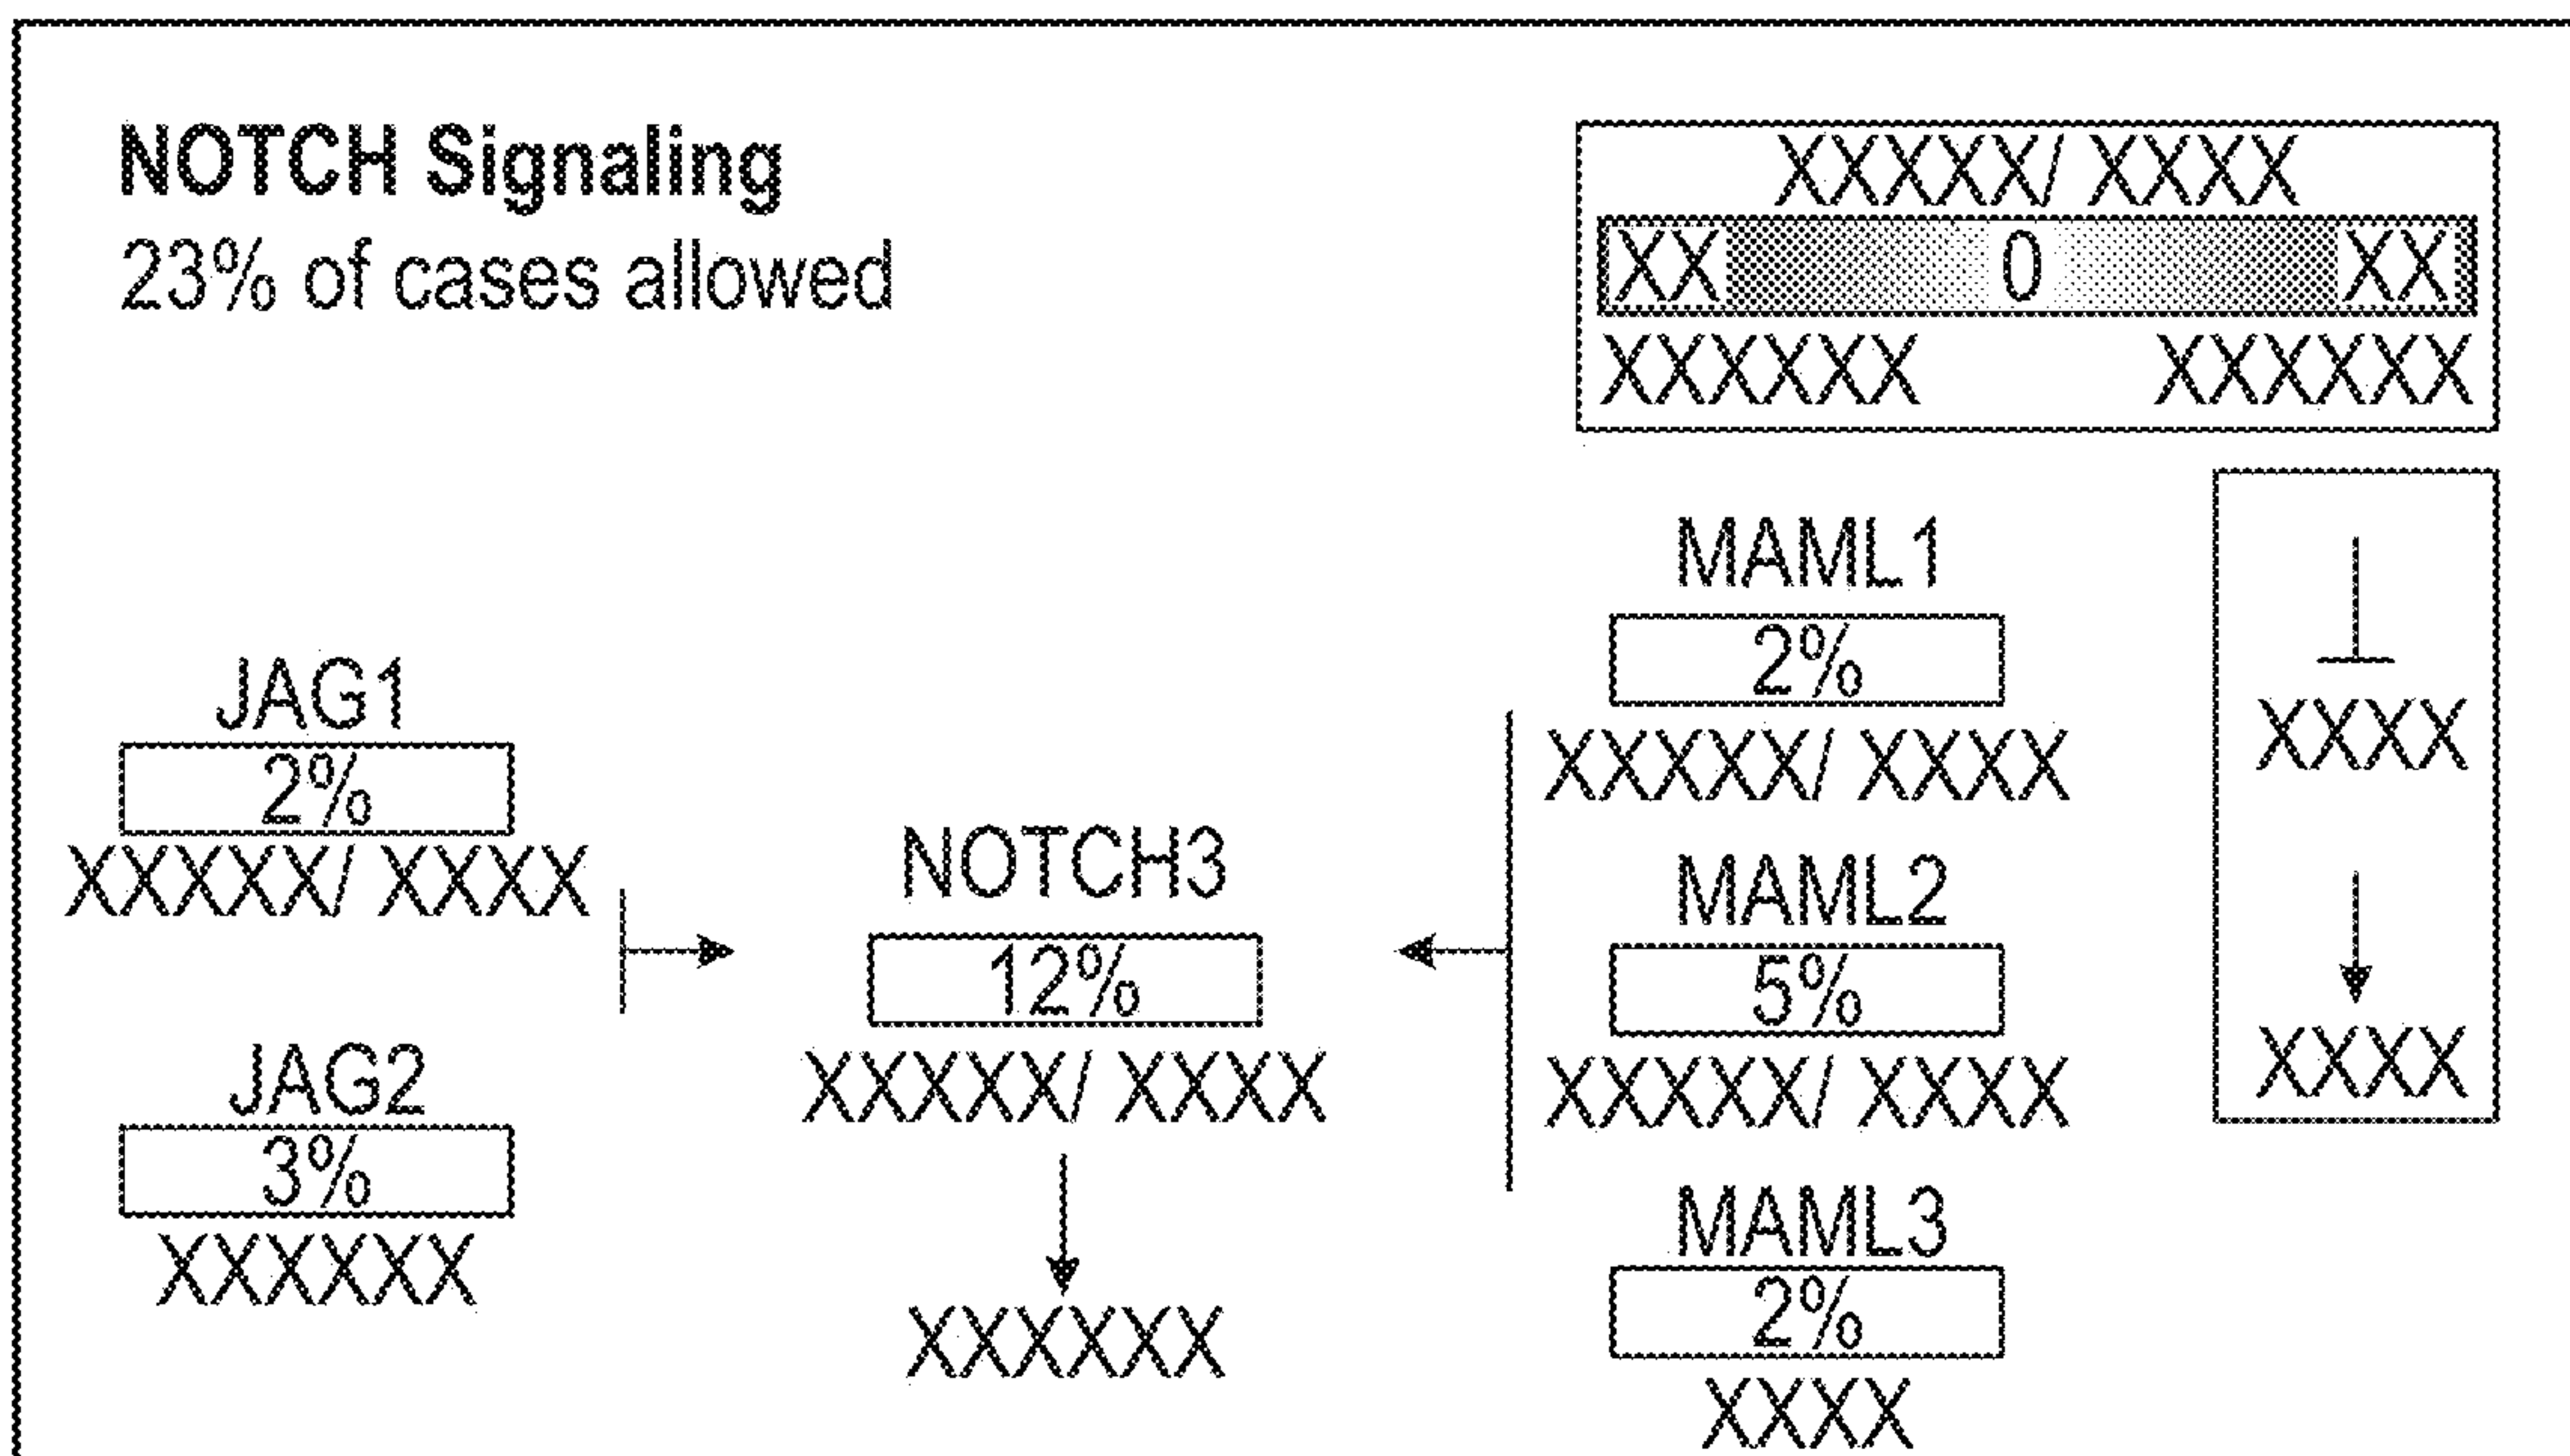 NOTCH Signaling
23% of cases allowed
XXXXX/ XXXX
XX 0 XX
XXXXXX XXXXXX
JAG1
2%
XXXXX/ XXXX
JAG2
3%
XXXXXX
NOTCH3
12%
XXXXX/ XXXX
XXXXXX
MAML1
2%
XXXXX/ XXXX
MAML2
5%
XXXXX/ XXXX
MAML3
2%
XXXX
XXXX
XXXX